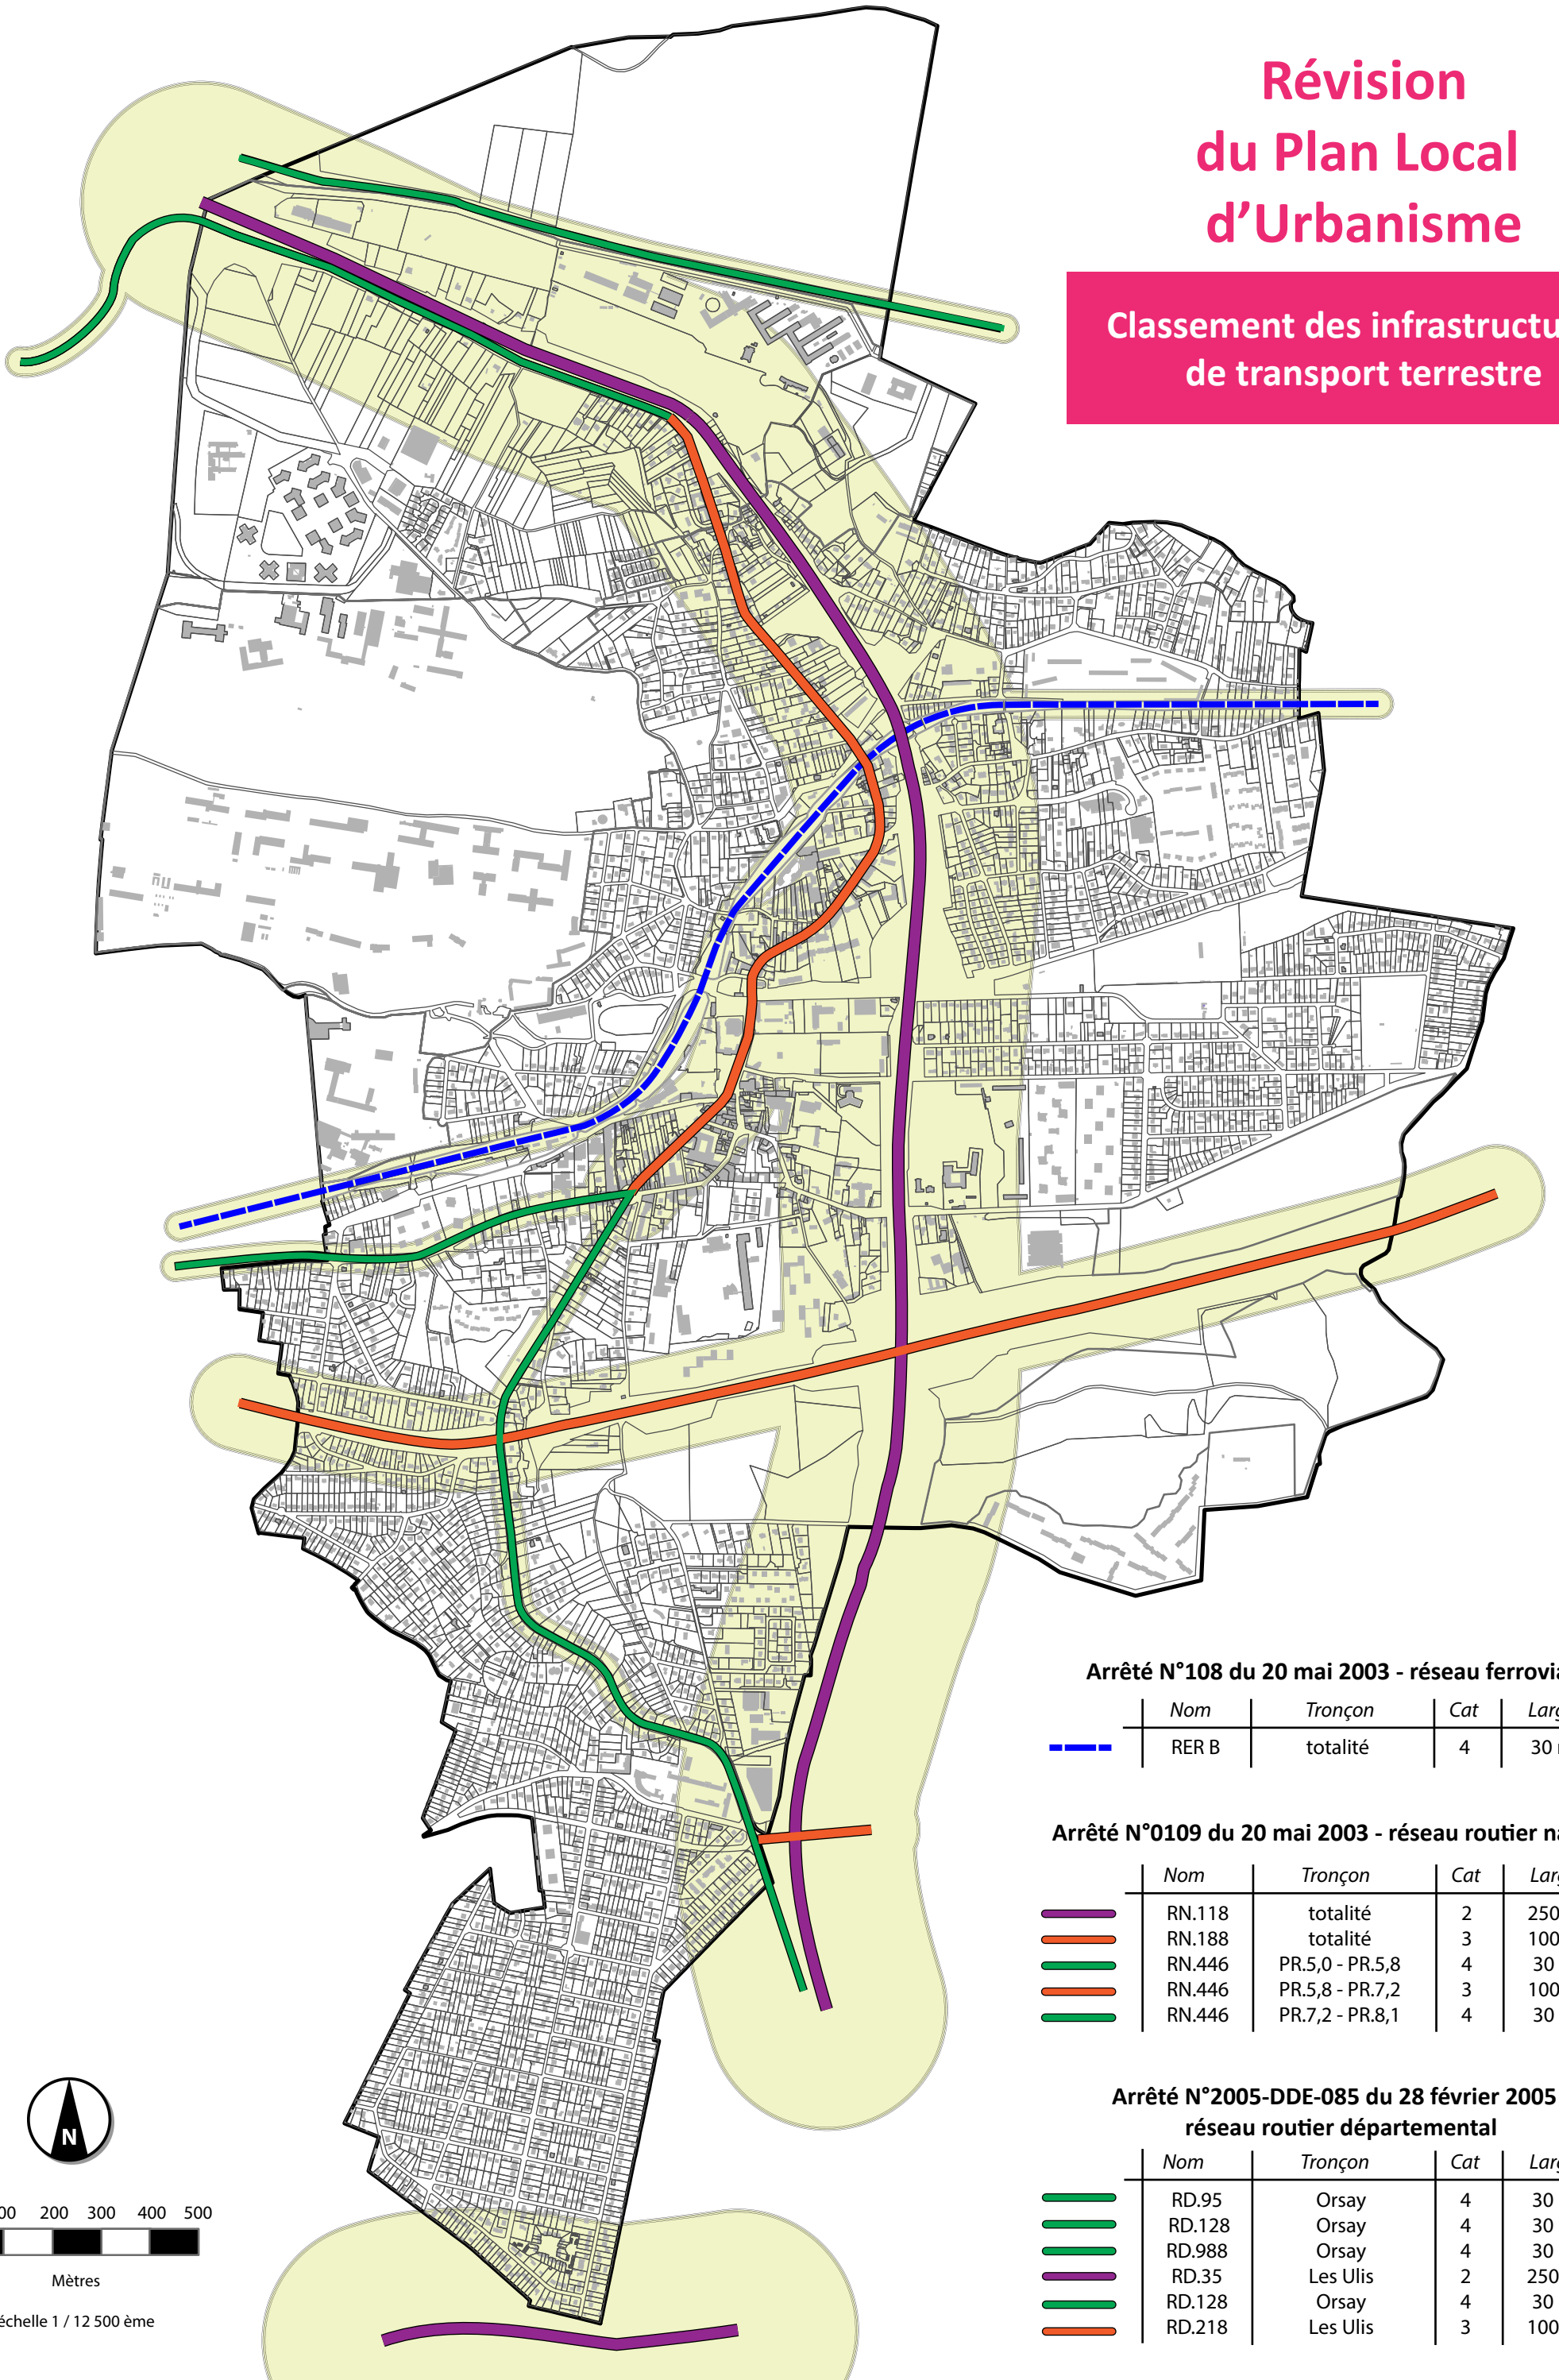 Révision
du Plan Local
d’Urbanisme
Classement des
de transport terrestre
Arrêté N°108 du 20 mai 2003 - réseau
Nom Tronçon Cat
RER B totalité 4 30
Arrêté N°0109 du 20 mai 2003 - réseau routier
Nom Tronçon Cat
RN.118 totalité 2 250
RN.188 totalité 3 100
RN.446 PR.5,0 - PR.5,8 4 30
RN.446 PR.5,8 - PR.7,2 3 100
RN.446 PR.7,2 - PR.8,1 4 30
Arrêté N°2005-DDE-085 du 28 février 2005
réseau routier départemental
Nom Tronçon Cat
RD.95 Orsay 4 30
RD.128 Orsay 4 30
RD.988 Orsay 4 30
RD.35 Les Ulis 2 250
RD.128 Orsay 4 30
RD.218 Les Ulis 3 100
N
200 300 400 500
Mètres
échelle 1 / 12 500 ème